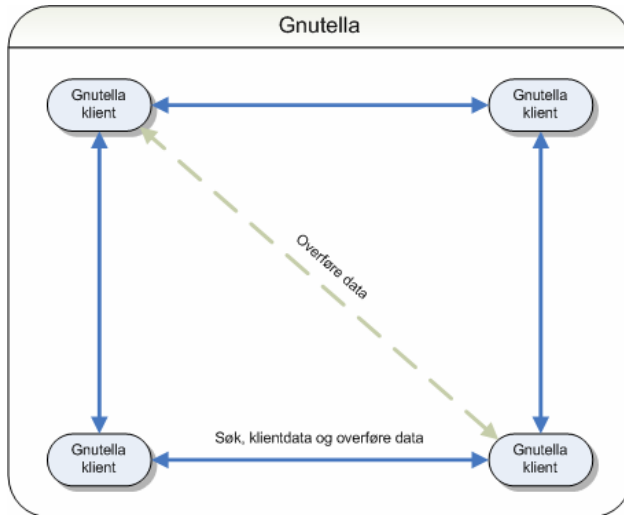 Gnutella
Gnutella
klient
Gnutella
klient
Overføre data
Søk, klientdata og overføre data
Gnutella
klient
Gnutella
klient